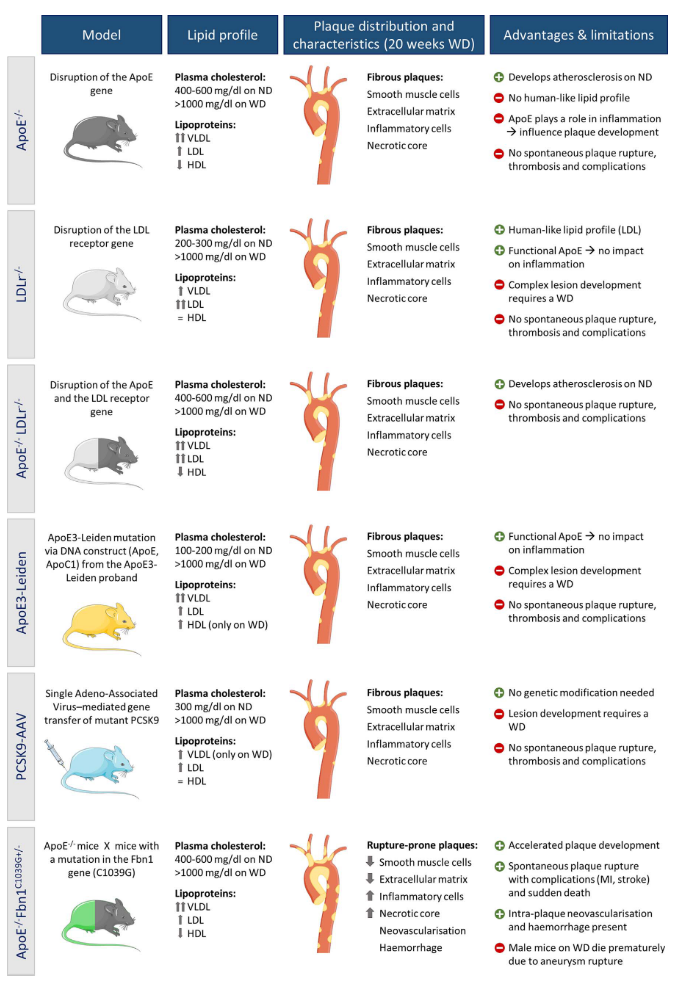 Model
Lipid profile
Plaque distribution and
characteristics (20 weeks WD)
Advantages & limitations
ApoE-/-
Disruption of the ApoE
gene
Plasma cholesterol:
400-600 mg/dl on ND
>1000 mg/dl on WD
Lipoproteins:
⇑⇑ VLDL
⇑ LDL
⇓ HDL
Fibrous plaques:
Smooth muscle cells
Extracellular matrix
Inflammatory cells
Necrotic core
+ Develops atherosclerosis on ND
− No human-like lipid profile
− ApoE plays a role in inflammation
→ influence plaque development
− No spontaneous plaque rupture,
thrombosis and complications
LDLr-/-
Disruption of the LDL
receptor gene
Plasma cholesterol:
200-300 mg/dl on ND
>1000 mg/dl on WD
Lipoproteins:
⇑ VLDL
⇑⇑ LDL
= HDL
Fibrous plaques:
Smooth muscle cells
Extracellular matrix
Inflammatory cells
Necrotic core
+ Human-like lipid profile (LDL)
+ Functional ApoE → no impact
on inflammation
− Complex lesion development
requires a WD
− No spontaneous plaque rupture,
thrombosis and complications
ApoE-/- LDLr-/-
Disruption of the ApoE
and the LDL receptor
gene
Plasma cholesterol:
400-600 mg/dl on ND
>1000 mg/dl on WD
Lipoproteins:
⇑⇑ VLDL
⇑⇑ LDL
⇓ HDL
Fibrous plaques:
Smooth muscle cells
Extracellular matrix
Inflammatory cells
Necrotic core
+ Develops atherosclerosis on ND
− No spontaneous plaque rupture,
thrombosis and complications
ApoE3-Leiden
ApoE3-Leiden mutation
via DNA construct (ApoE,
ApoC1) from the ApoE3-
Leiden proband
Plasma cholesterol:
100-200 mg/dl on ND
>1000 mg/dl on WD
Lipoproteins:
⇑⇑ VLDL
⇑ LDL
⇑ HDL (only on WD)
Fibrous plaques:
Smooth muscle cells
Extracellular matrix
Inflammatory cells
Necrotic core
+ Functional ApoE → no impact
on inflammation
− Complex lesion development
requires a WD
− No spontaneous plaque rupture,
thrombosis and complications
PCSK9-AAV
Single Adeno-Associated
Virus–mediated gene
transfer of mutant PCSK9
Plasma cholesterol:
300 mg/dl on ND
>1000 mg/dl on WD
Lipoproteins:
⇑ VLDL (only on WD)
⇑ LDL
= HDL
Fibrous plaques:
Smooth muscle cells
Extracellular matrix
Inflammatory cells
Necrotic core
+ No genetic modification needed
− Lesion development requires a
WD
− No spontaneous plaque rupture,
thrombosis and complications
ApoE-/-Fbn1C1039G+/-
ApoE-/- mice X mice with
a mutation in the Fbn1
gene (C1039G)
Plasma cholesterol:
400-600 mg/dl on ND
>1000 mg/dl on WD
Lipoproteins:
⇑⇑ VLDL
⇑ LDL
⇓ HDL
Rupture-prone plaques:
⇓ Smooth muscle cells
⇓ Extracellular matrix
⇑ Inflammatory cells
⇑ Necrotic core
Neovascularisation
Haemorrhage
+ Accelerated plaque development
+ Spontaneous plaque rupture
with complications (MI, stroke)
and sudden death
+ Intra-plaque neovascularisation
and haemorrhage present
− Male mice on WD die prematurely
due to aneurysm rupture